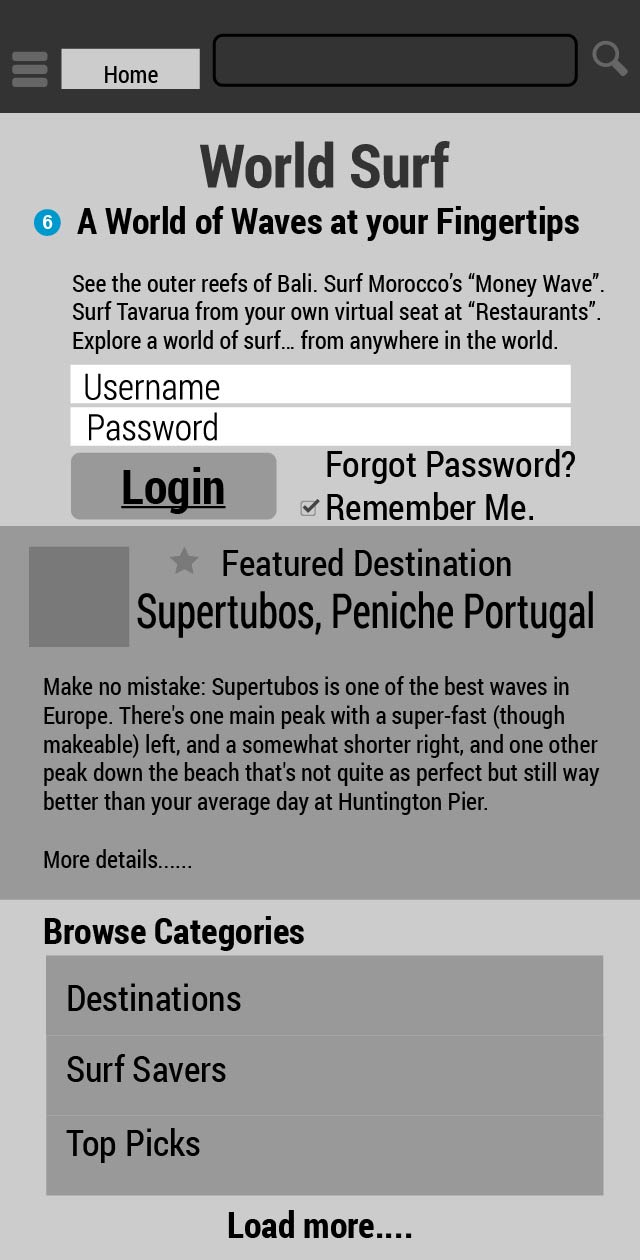 Home
World Surf
6 A World of Waves at your Fingertips
See the outer reefs of Bali. Surf Morocco’s “Money Wave”.
Surf Tavarua from your own virtual seat at “Restaurants”.
Explore a world of surf... from anywhere in the world.
Username
Password
Login
Forgot Password?
Remember Me.
Featured Destination
Supertubos, Peniche Portugal
Make no mistake: Supertubos is one of the best waves in
Europe. There's one main peak with a super-fast (though
makeable) left, and a somewhat shorter right, and one other
peak down the beach that's not quite as perfect but still way
better than your average day at Huntington Pier.
More details......
Browse Categories
Destinations
Surf Savers
Top Picks
Load more....